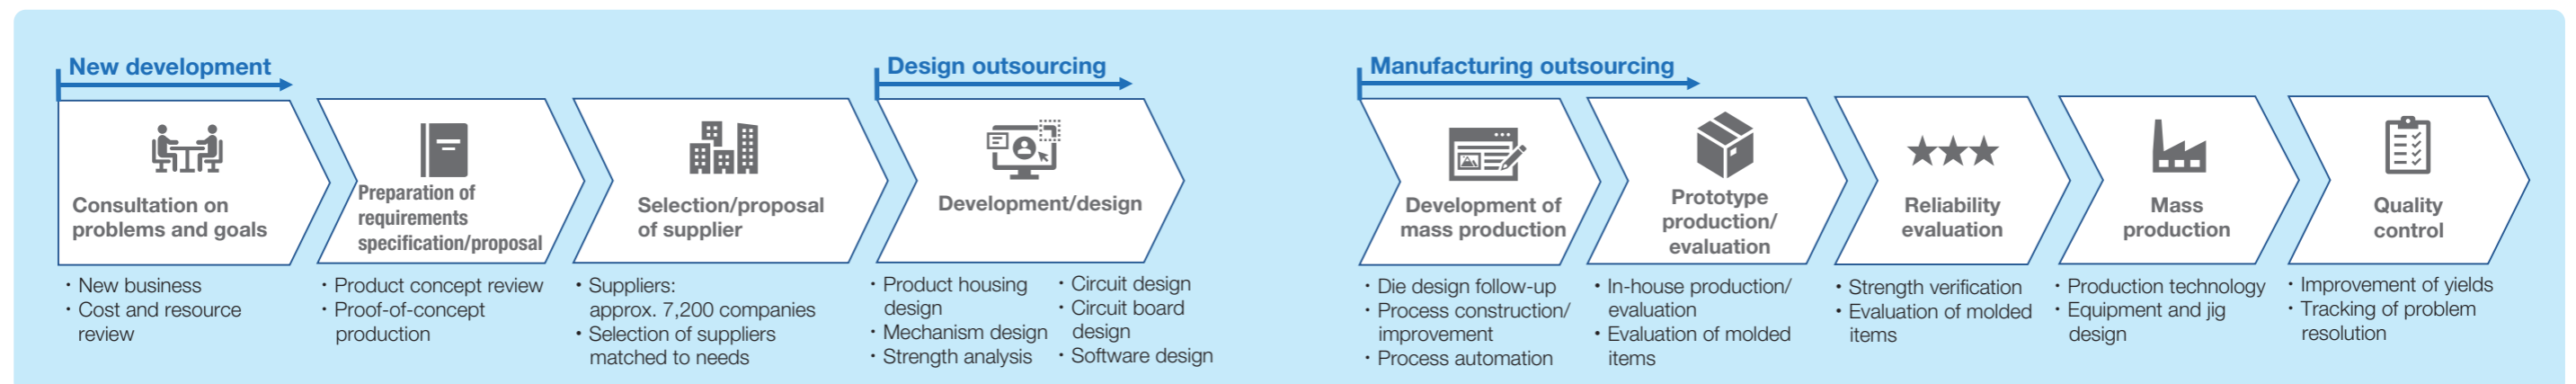 New development
Design outsourcing
Manufacturing outsourcing
Consultation on
problems and goals
Preparation of
requirements
specification/proposal
Selection/proposal
of supplier
Development/design
Development of
mass production
Prototype
production/
evaluation
Reliability
evaluation
Mass
production
Quality
control
・New business
・Cost and resource
review
・Product concept review
・Proof-of-concept
production
・Suppliers:
approx. 7,200 companies
・Selection of suppliers
matched to needs
・Product housing
design
・Mechanism design
・Strength analysis
・Circuit design
・Circuit board
design
・Software design
・Die design follow-up
・Process construction/
improvement
・Process automation
・In-house production/
evaluation
・Evaluation of molded
items
・Strength verification
・Evaluation of molded
items
・Production technology
・Equipment and jig
design
・Improvement of yields
・Tracking of problem
resolution